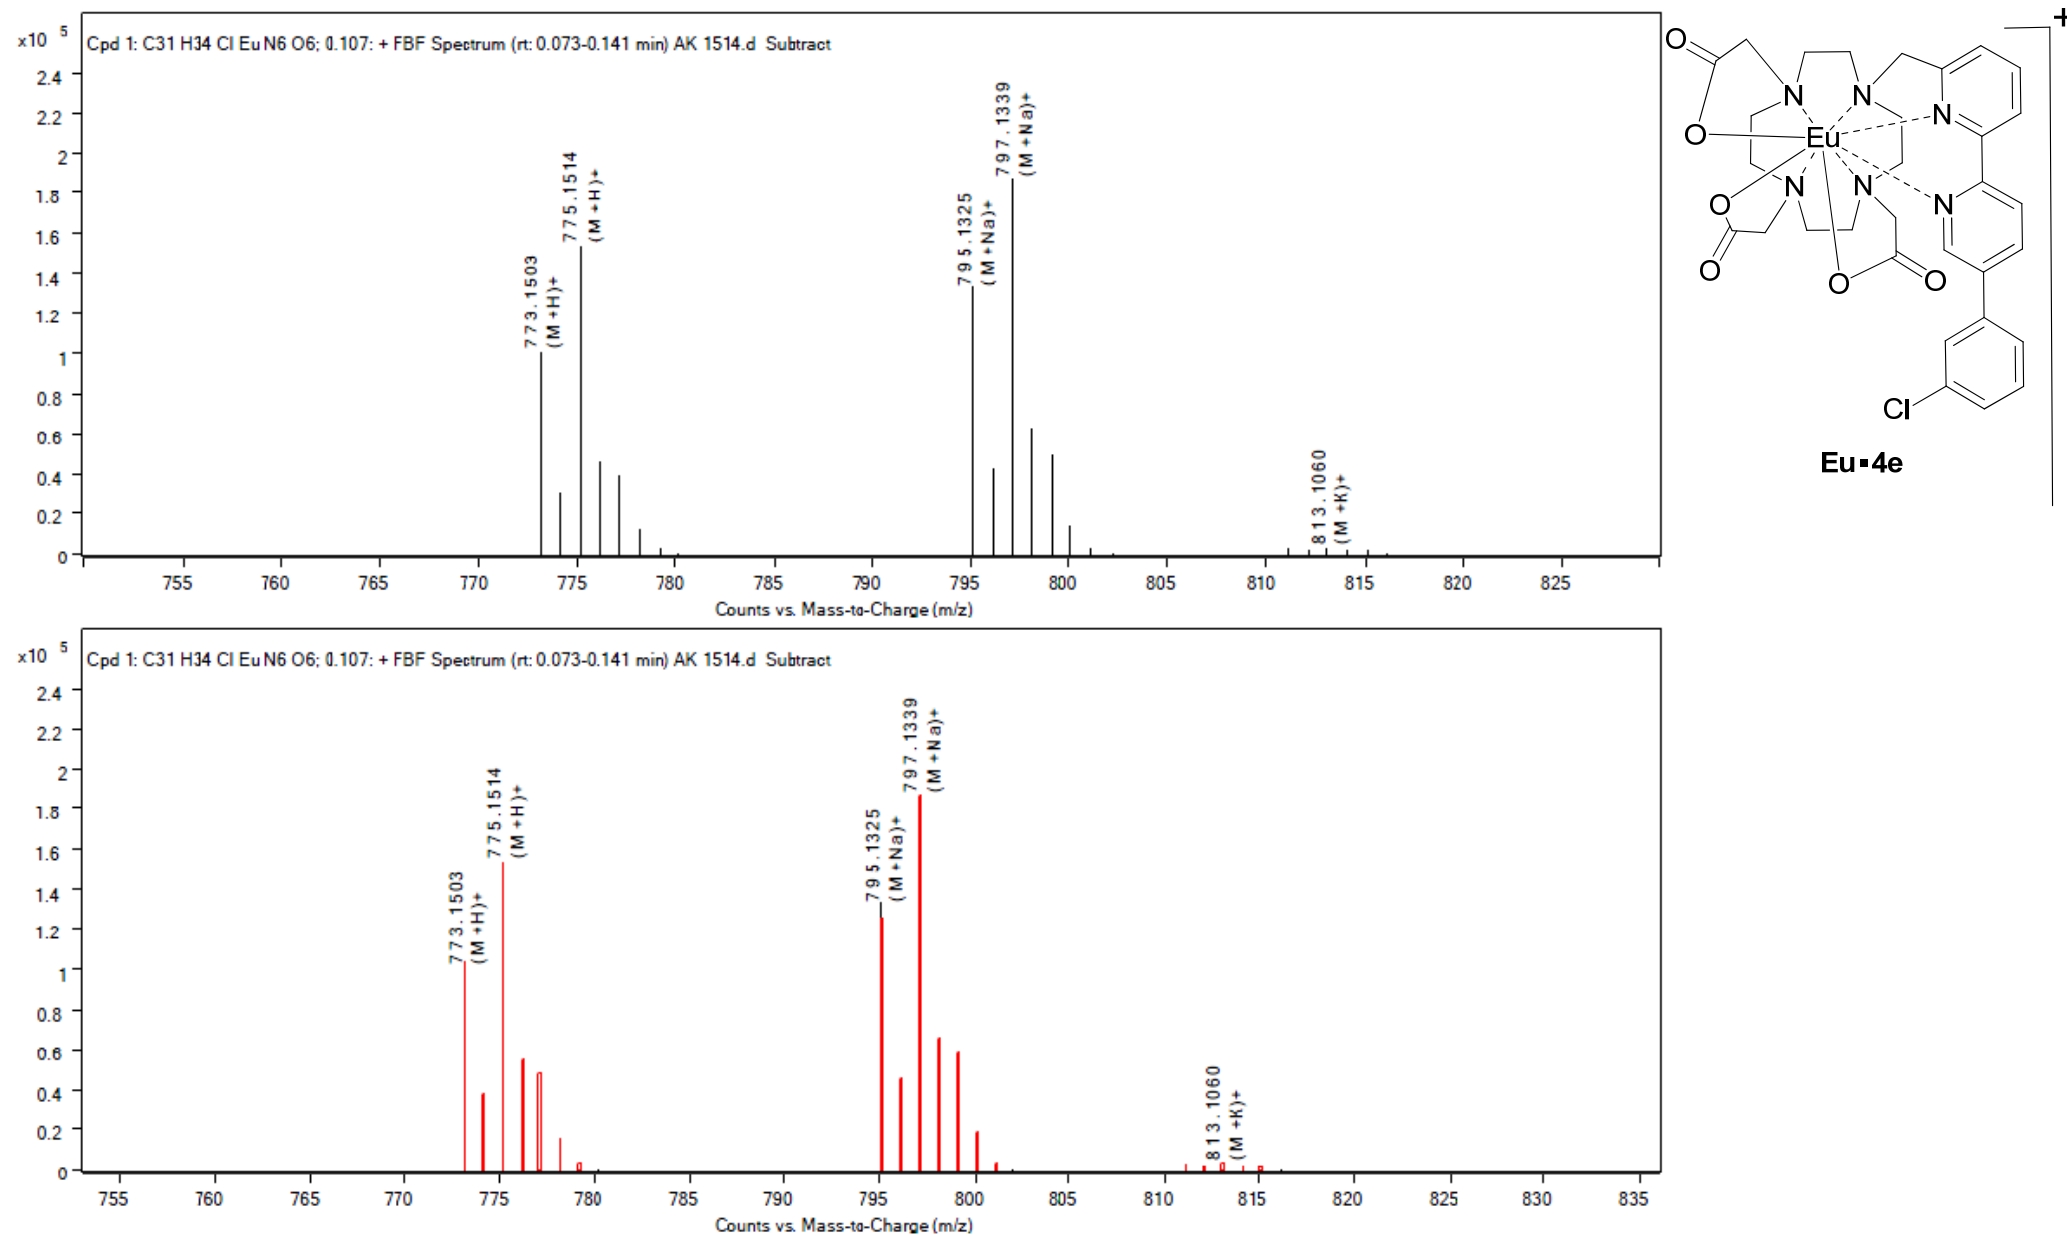 x10 5
Cpd 1: C31 H34 Cl Eu N6 O6; 0.107: + FBF Spectrum (rt: 0.073-0.141 min) AK 1514.d Subtract
2.4
2.2
2
1.8
1.6
1.4
1.2
1
0.8
0.6
0.4
0.2
0
773.1503
(M+H)+
775.1514
(M+H)+
795.1325
(M+Na)+
797.1339
(M+Na)+
813.1060
(M+K)+
755 760 765 770 775 780 785 790 795 800 805 810 815 820 825
Counts vs. Mass-to-Charge (m/z)
+
O
N N
N
O Eu
N N
O N
O
O O
Cl
Eu▪4e
x10 5
Cpd 1: C31 H34 Cl Eu N6 O6; 0.107: + FBF Spectrum (rt: 0.073-0.141 min) AK 1514.d Subtract
2.4
2.2
2
1.8
1.6
1.4
1.2
1
0.8
0.6
0.4
0.2
0
773.1503
(M+H)+
775.1514
(M+H)+
795.1325
(M+Na)+
797.1339
(M+Na)+
813.1060
(M+K)+
755 760 765 770 775 780 785 790 795 800 805 810 815 820 825 830 835
Counts vs. Mass-to-Charge (m/z)